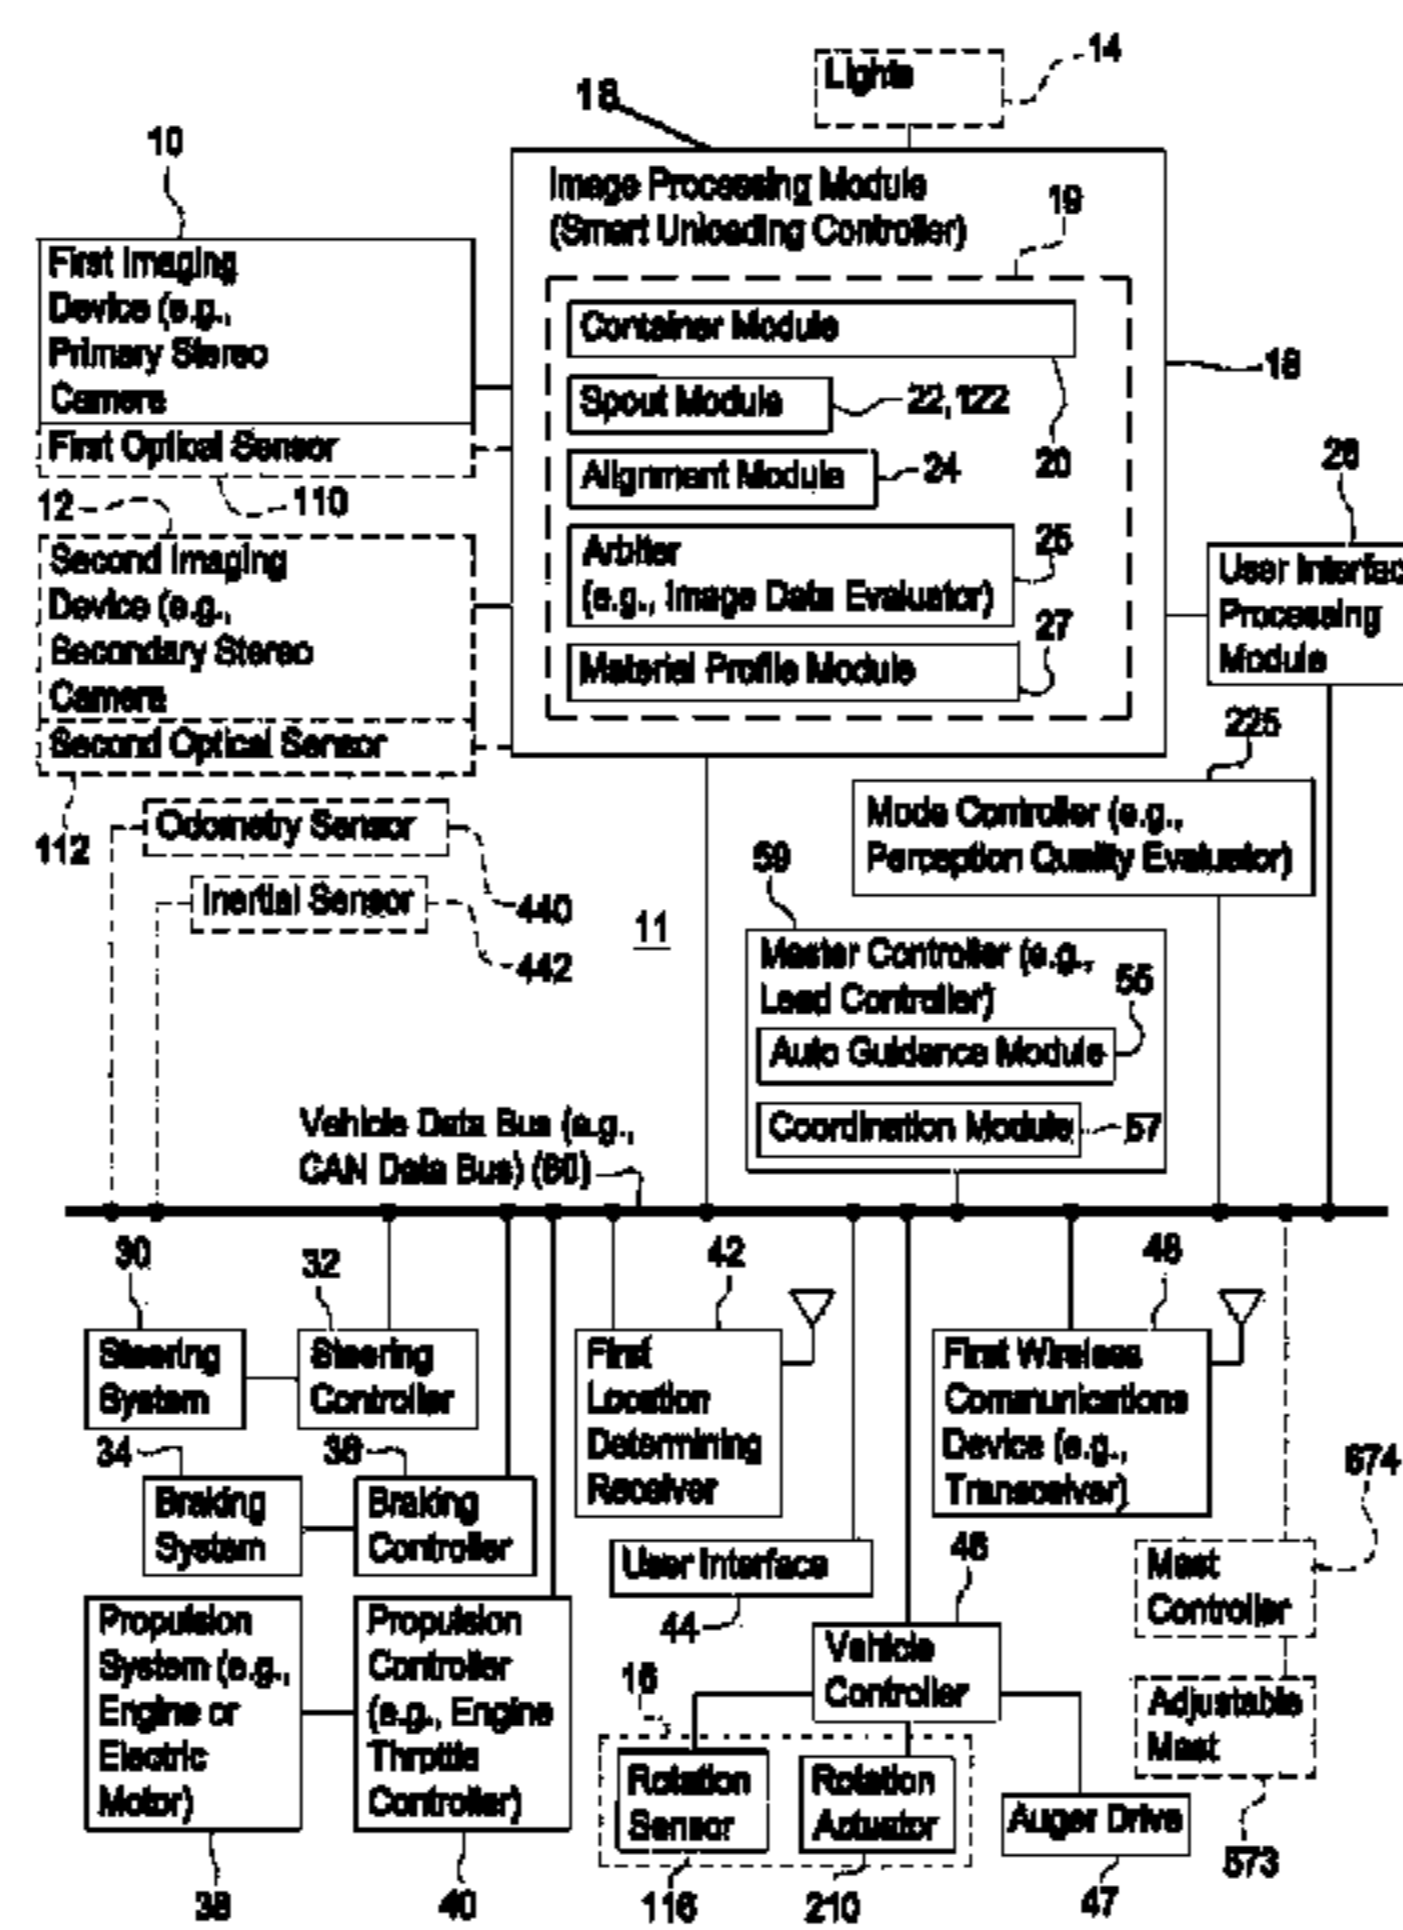 Lights
14
18
10
Image Processing Module
(Smart Unloading Controller)
19
First Imaging
Device (e.g.,
Primary Stereo
Camera
Container Module
18
Spout Module
22, 122
First Optical Sensor
Alignment Module
24
20
26
110
12
Second Imaging
Device (e.g.,
Secondary Stereo
Camera
Arbiter
(e.g., Image Data Evaluator)
25
User Interfac
Processing
Module
27
Material Profile Module
Second Optical Sensor
225
112
Odometry Sensor
Mode Controller (e.g.,
Perception Quality Evaluator)
59
Inertial Sensor
440
442
11
Master Controller (e.g.,
Lead Controller)
55
Auto Guidance Module
Coordination Module
57
Vehicle Data Bus (e.g.,
CAN Data Bus) (60)
30
32
42
48
Steering
System
Steering
Controller
First
Location
Determining
Receiver
First Wireless
Communications
Device (e.g.,
Transceiver)
34
36
674
Braking
System
Braking
Controller
User Interface
46
Mast
Controller
44
Propulsion
System (e.g.,
Engine or
Electric
Motor)
Propulsion
Controller
(e.g., Engine
Throttle
Controller)
Vehicle
Controller
16
Adjustable
Mast
Rotation
Sensor
Rotation
Actuator
Auger Drive
573
38
40
116
210
47